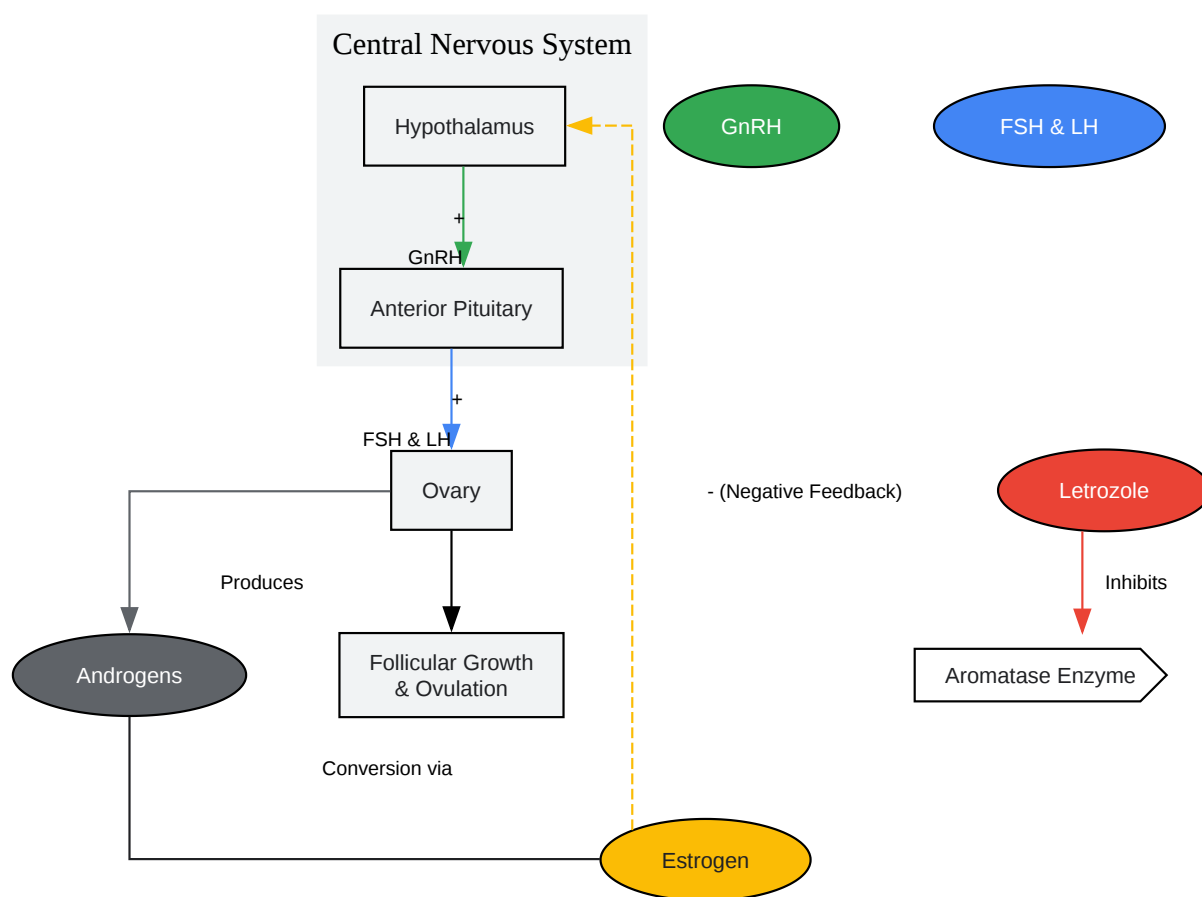 Central Nervous System
Hypothalamus
GnRH
FSH & LH
+
GnRH
Anterior Pituitary
+
FSH & LH
Ovary
- (Negative Feedback)
Letrozole
Produces
Inhibits
Androgens
Follicular Growth
& Ovulation
Aromatase Enzyme
Conversion via
Estrogen